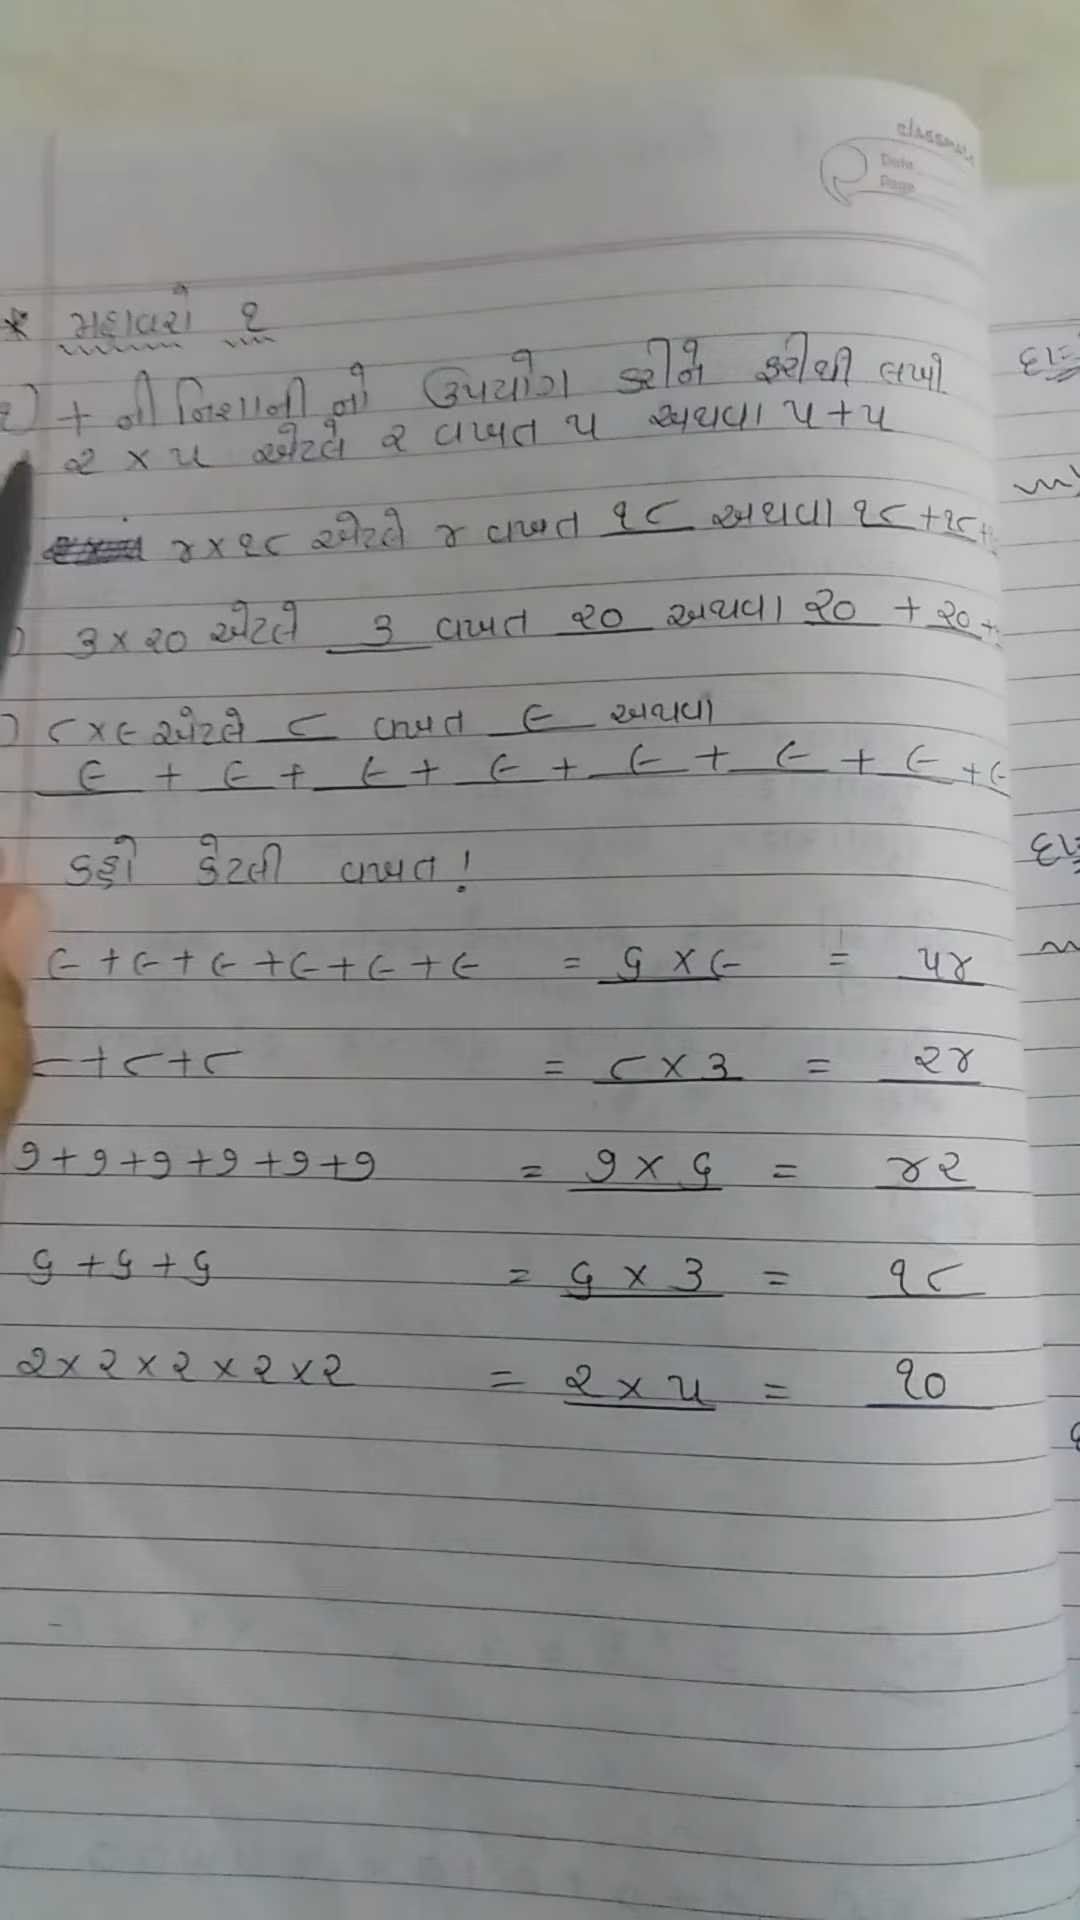 classmate
Date
Page
* મહાવરો ૧
૧) + ની નિશાની નો ઉપયોગ કરીને ફરીથી લખો
૨ × ૫ એટલે ૨ વખત ૫ અથવા ૫ + ૫
૪ × ૧૮ એટલે ૪ વખત ૧૮ અથવા ૧૮ + ૧૮ +
૩ × ૨૦ એટલે ૩ વખત ૨૦ અથવા ૨૦ + ૨૦ +
૮ × ૯ એટલે ૮ વખત ૯ અથવા
૯ + ૯ + ૯ + ૯ + ૯ + ૯ + ૯ + ૯
કહો કેટલી વખત!
૯ + ૯ + ૯ + ૯ + ૯ + ૯ = ૬ × ૯ = ૫૪
૮ + ૮ + ૮ = ૮ × ૩ = ૨૪
૭ + ૭ + ૭ + ૭ + ૭ + ૭ = ૭ × ૬ = ૪૨
૬ + ૬ + ૬ = ૬ × ૩ = ૧૮
૨ × ૨ × ૨ × ૨ × ૨ = ૨ × ૫ = ૧૦